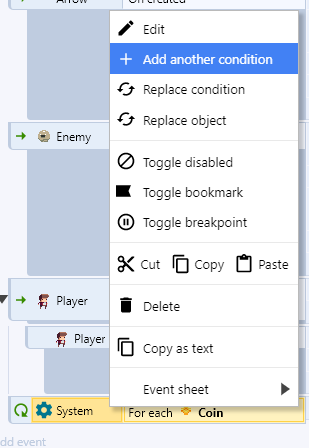 Arrow On created
Edit
Add another condition
Replace condition
Replace object
Enemy
Toggle disabled
Toggle bookmark
Toggle breakpoint
Cut Copy Paste
Player
Delete
Player
Copy as text
Event sheet
System For each Coin
dd event